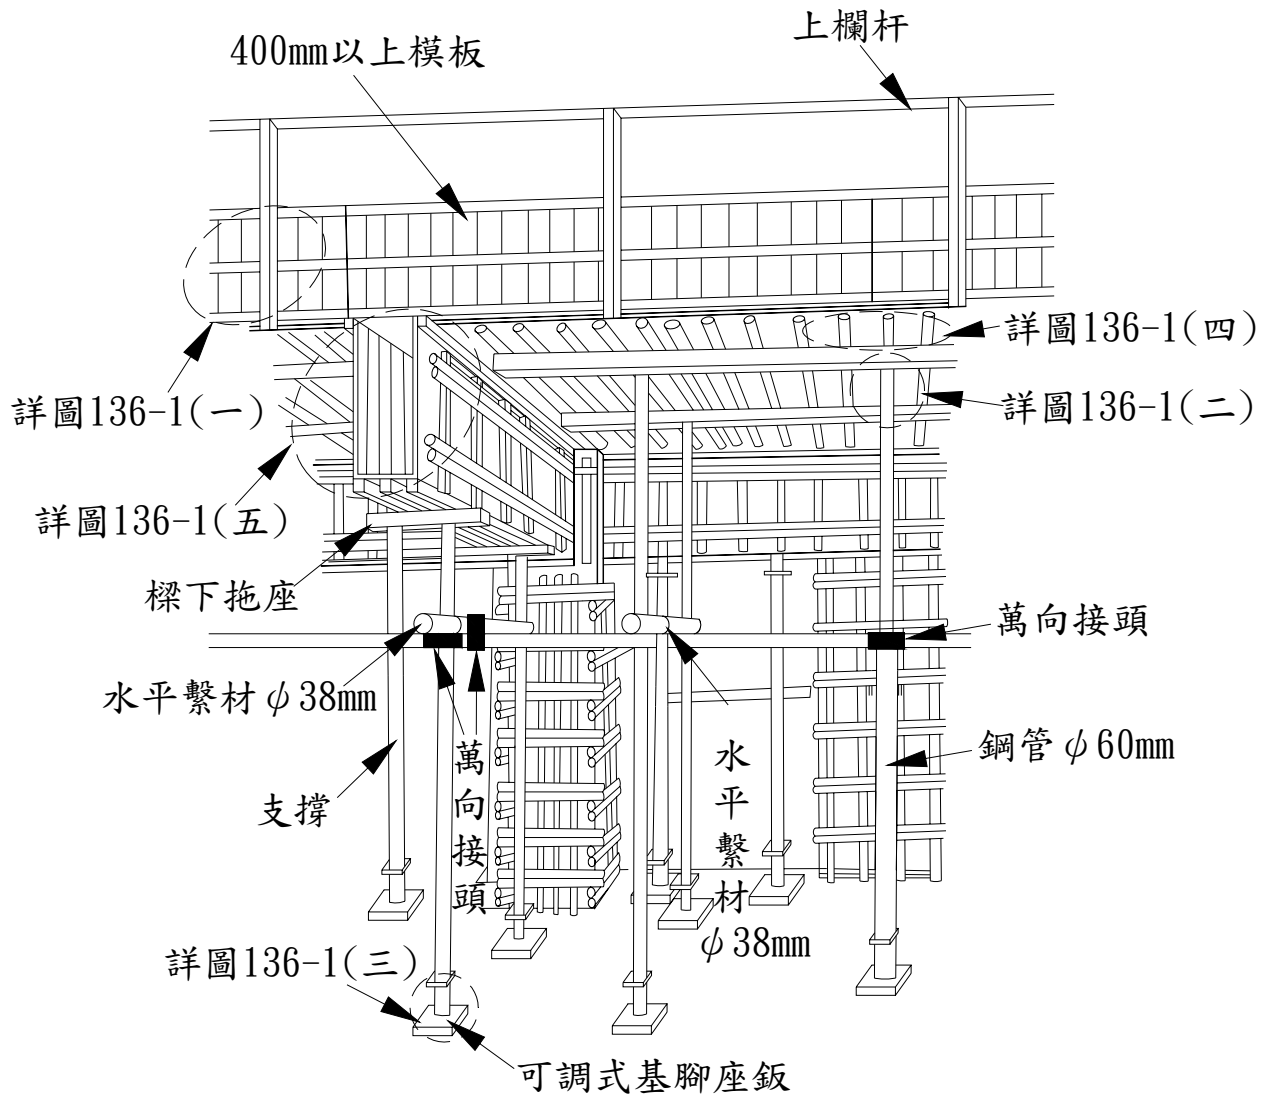 上欄杆
400mm以上模板
詳圖136-1(四)
詳圖136-1(一)
詳圖136-1(二)
詳圖136-1(五)
樑下拖座
萬向接頭
水平繫材φ38mm
萬向接頭
水平繫材
φ38mm
鋼管φ60mm
支撐
詳圖136-1(三)
可調式基腳座鈑